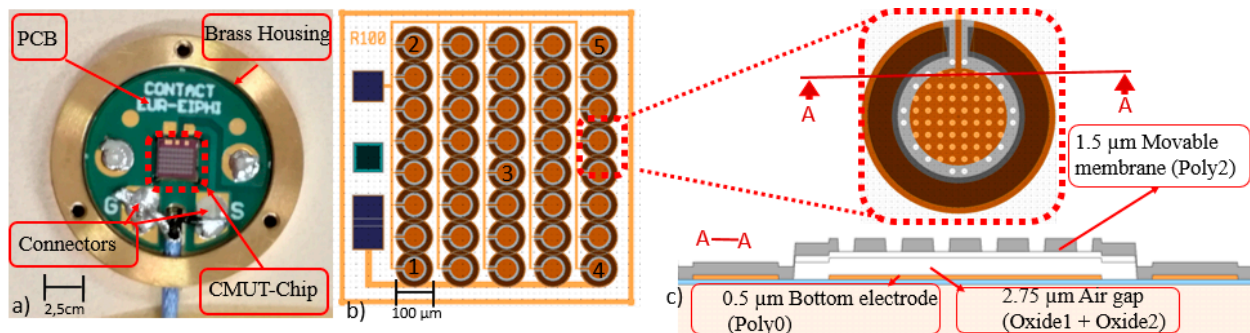 a)
PCB
Brass Housing
CONTACT
EUR-EIPHI
G
S
Connectors
CMUT-Chip
2,5cm
b)
R100
2
5
3
1
4
100 µm
A
A
1.5 µm Movable
membrane (Poly2)
A—A
c)
0.5 µm Bottom electrode
(Poly0)
2.75 µm Air gap
(Oxide1 + Oxide2)